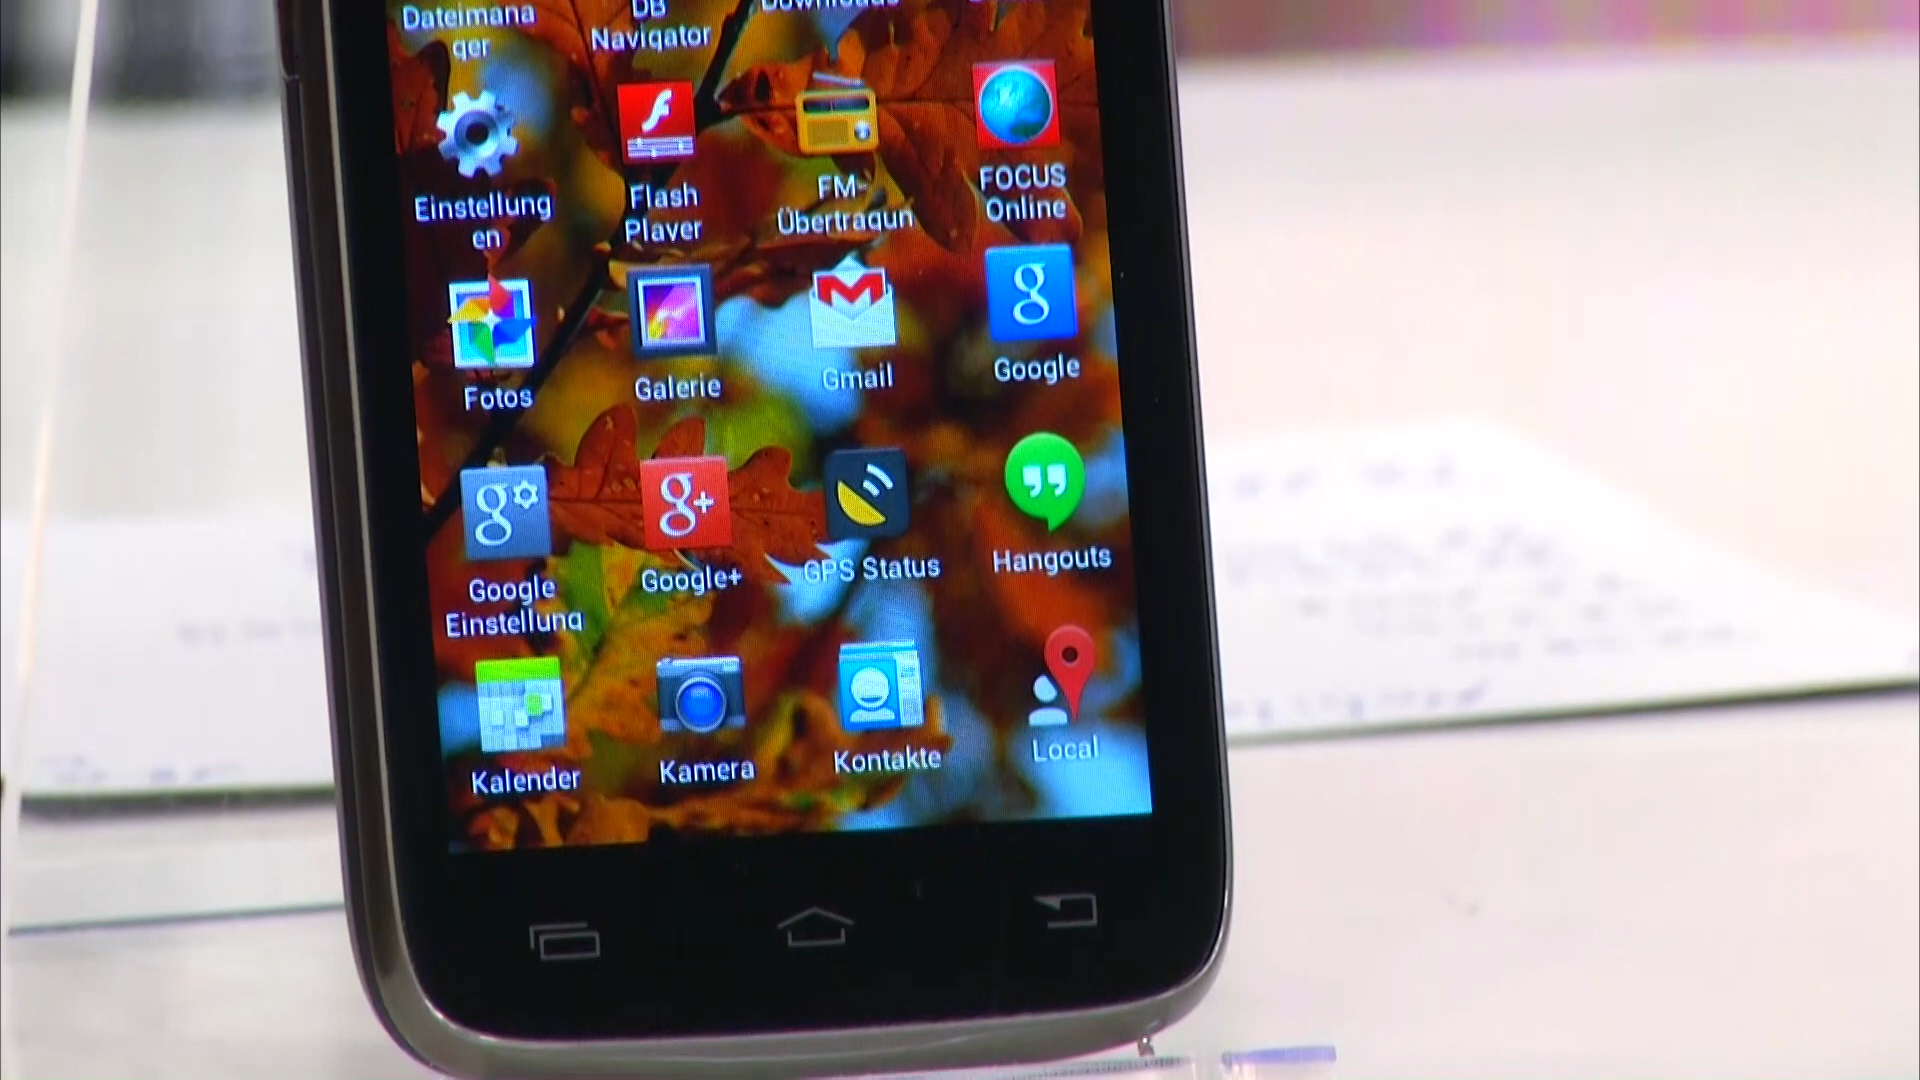 Dateimana
ger
DB
Navigator
Downloads
Einstellung
en
Flash
Player
FM-
Übertragun
FOCUS
Online
Fotos
Galerie
Gmail
Google
Google
Einstellung
Google+
GPS Status
Hangouts
Kalender
Kamera
Kontakte
Local